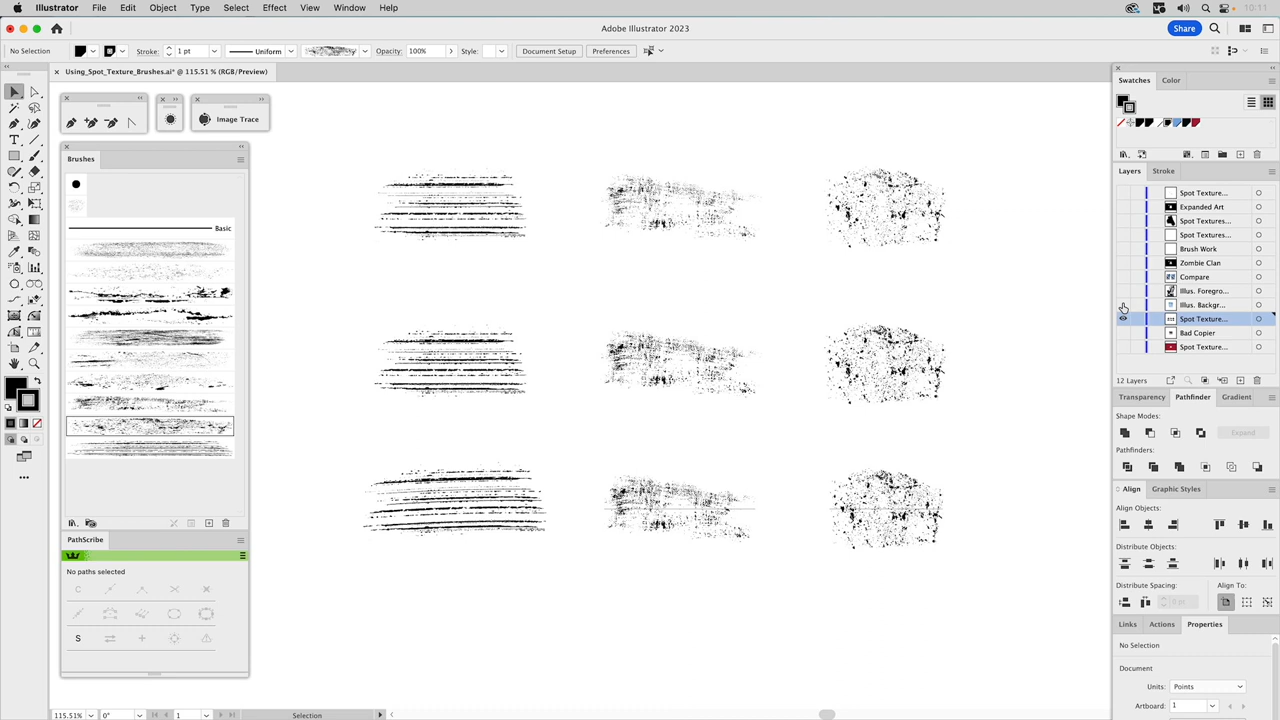 Illustrator File Edit Object Type Select Effect View Window Help 10:11
Adobe Illustrator 2023
Share
No Selection Stroke: 1 pt Uniform Opacity: 100% Style: Document Setup Preferences
× Using_Spot_Texture_Brushes.ai* @ 115.51 % (RGB/Preview)
Image Trace
Brushes
Basic
PathScribe
No paths selected
C
S
Swatches Color
Layers Stroke
Spot Texture...
Expanded Art
Spot Textures...
Spot Textures...
Brush Work
Zombie Clan
Compare
Illus. Foregro...
Illus. Backgr...
Spot Texture...
Bad Copier
Spot Texture...
12 Layers
Transparency Pathfinder Gradient
Shape Modes:
Expand
Pathfinders:
Align Graphic Styles
Align Objects:
Distribute Objects:
Distribute Spacing: Align To:
0 pt
Links Actions Properties
No Selection
Document
Units: Points
Artboard: 1
115.51% 0° 1 Selection